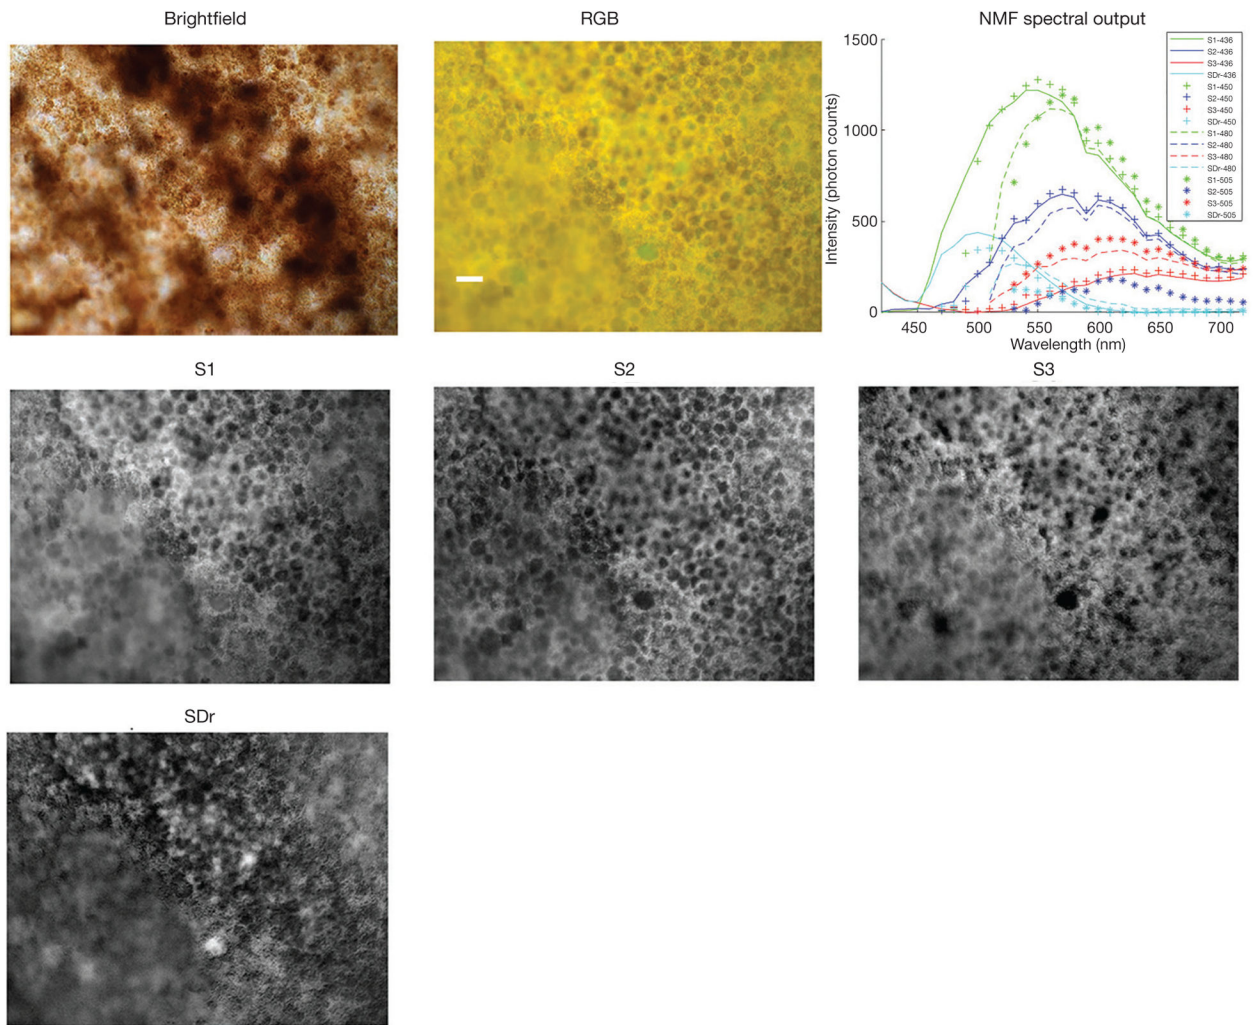 Brightfield
RGB
NMF spectral output
1500
1000
500
0
Intensity (photon counts)
450
500
550
600
650
700
Wavelength (nm)
S1-436
S2-436
S3-436
SDr-436
S1-450
S2-450
S3-450
SDr-450
S1-480
S2-480
S3-480
SDr-480
S1-505
S2-505
S3-505
SDr-505
S1
S2
S3
SDr